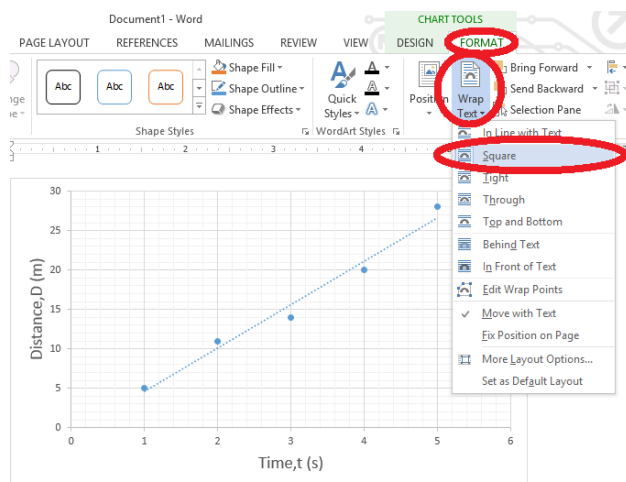 Document1 - Word
CHART TOOLS
PAGE LAYOUT REFERENCES MAILINGS REVIEW VIEW DESIGN FORMAT
Abc Abc Abc
Shape Fill
Shape Outline
Shape Effects
Shape Styles
Quick
Styles
WordArt Styles
Position
Wrap
Text
Bring Forward
Send Backward
Selection Pane
In Line with Text
Square
Tight
Through
Top and Bottom
Behind Text
In Front of Text
Edit Wrap Points
Move with Text
Fix Position on Page
More Layout Options...
Set as Default Layout
1 2 3 4
30
25
20
15
10
5
0
Distance,D (m)
0 1 2 3 4 5 6
Time,t (s)